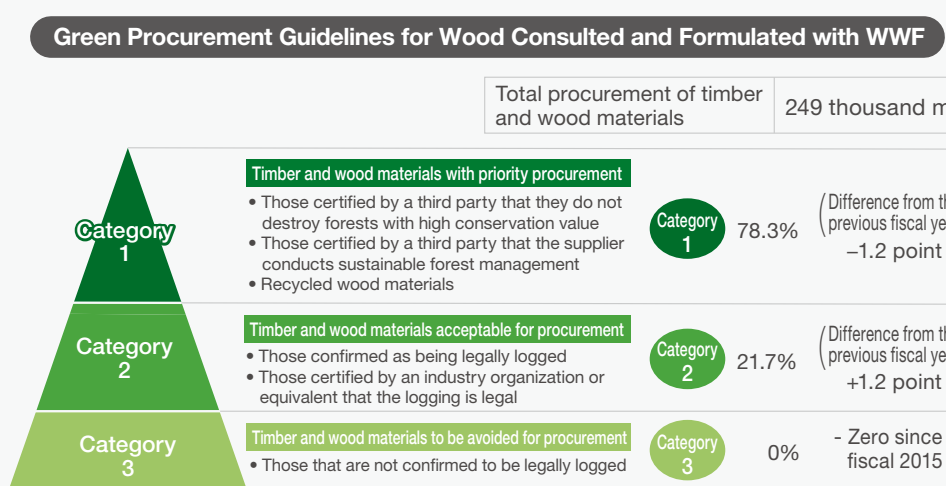 Green Procurement Guidelines for Wood Consulted and Formulated with WWF
Total procurement of timber
and wood materials
249 thousand m
Category
1
Timber and wood materials with priority procurement
• Those certified by a third party that they do not
destroy forests with high conservation value
• Those certified by a third party that the supplier
conducts sustainable forest management
• Recycled wood materials
Category
1
78.3%
(Difference from th
previous fiscal ye
–1.2 point
Category
2
Timber and wood materials acceptable for procurement
• Those confirmed as being legally logged
• Those certified by an industry organization or
equivalent that the logging is legal
Category
2
21.7%
(Difference from th
previous fiscal ye
+1.2 point
Category
3
Timber and wood materials to be avoided for procurement
• Those that are not confirmed to be legally logged
Category
3
0%
- Zero since
fiscal 2015